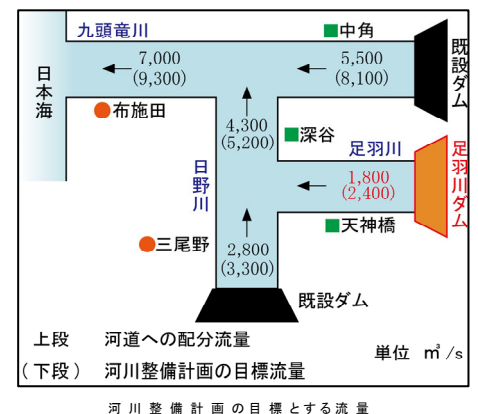 九頭竜川
中角
既設ダム
7,000
(9,300)
5,500
(8,100)
日本海
布施田
4,300
(5,200)
深谷
足羽川
足羽川ダム
日野川
1,800
(2,400)
天神橋
三尾野
2,800
(3,300)
既設ダム
上段 河道への配分流量
単位 ㎥/s
(下段) 河川整備計画の目標流量
河川整備計画の目標とする流量